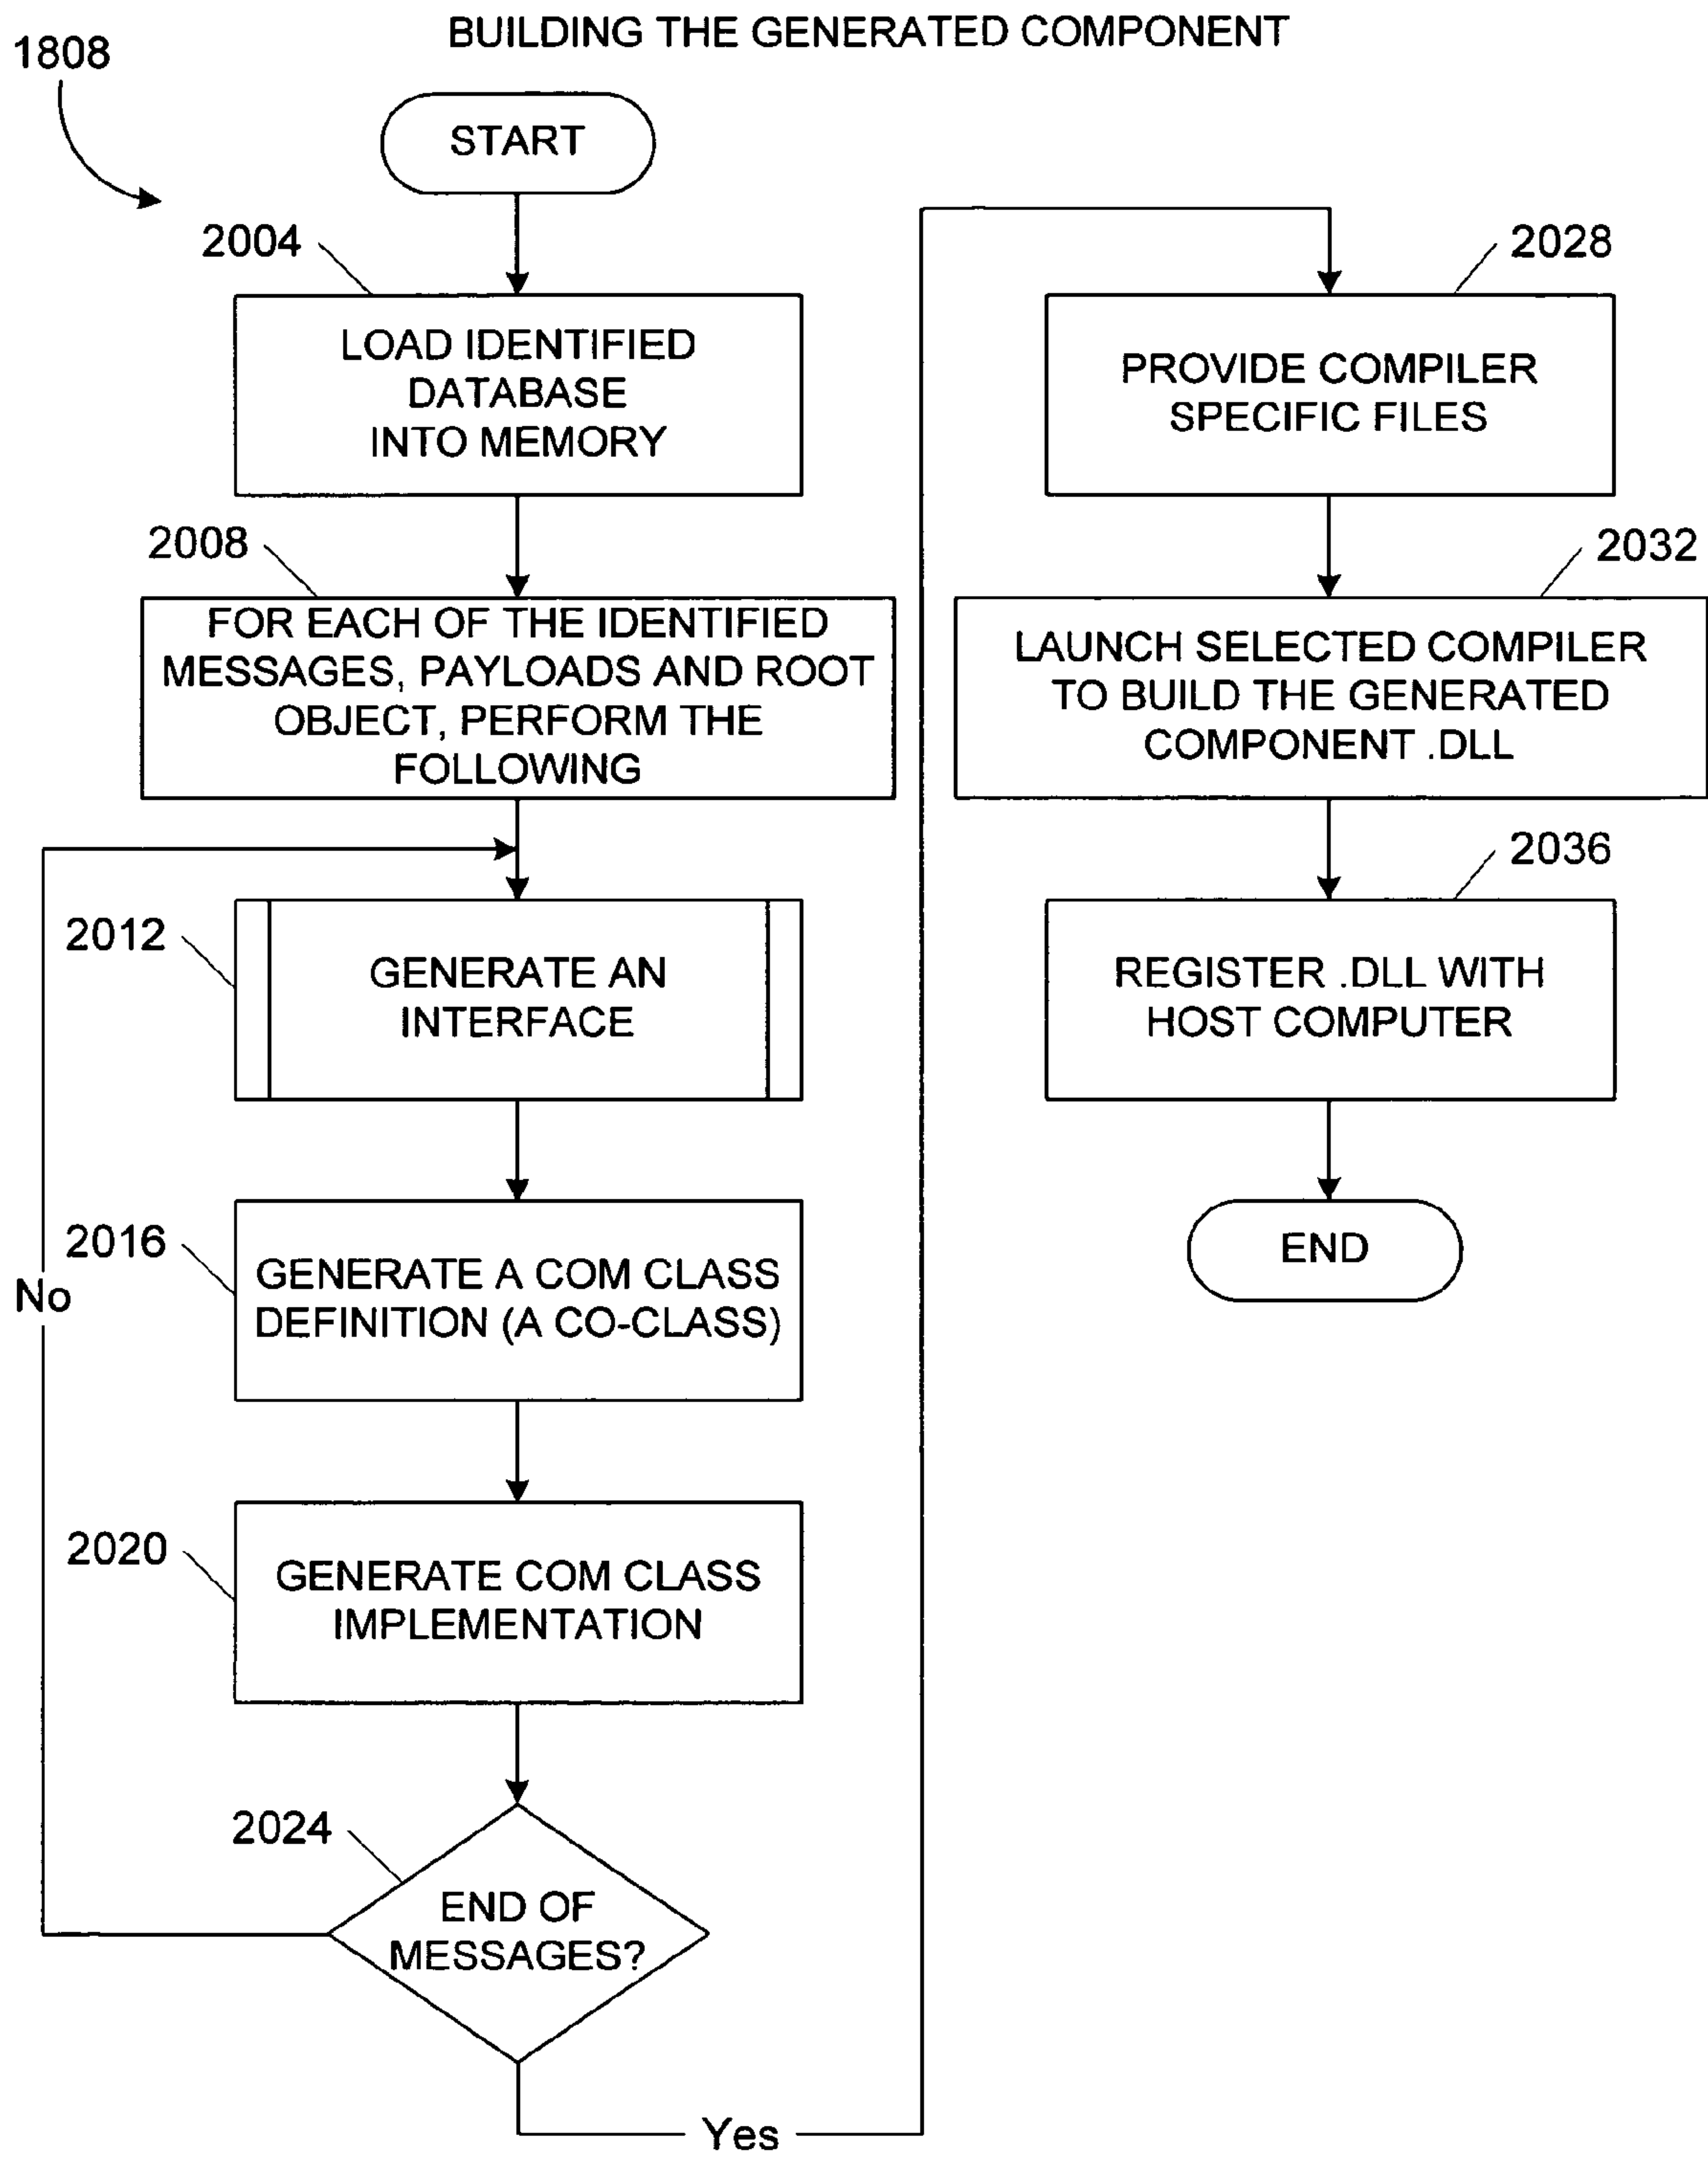 BUILDING THE GENERATED COMPONENT
1808
START
2004
LOAD IDENTIFIED
DATABASE
INTO MEMORY
2008
FOR EACH OF THE IDENTIFIED
MESSAGES, PAYLOADS AND ROOT
OBJECT, PERFORM THE
FOLLOWING
2012
GENERATE AN
INTERFACE
2016
GENERATE A COM CLASS
DEFINITION (A CO-CLASS)
No
2020
GENERATE COM CLASS
IMPLEMENTATION
2024
END OF
MESSAGES?
Yes
2028
PROVIDE COMPILER
SPECIFIC FILES
2032
LAUNCH SELECTED COMPILER
TO BUILD THE GENERATED
COMPONENT .DLL
2036
REGISTER .DLL WITH
HOST COMPUTER
END